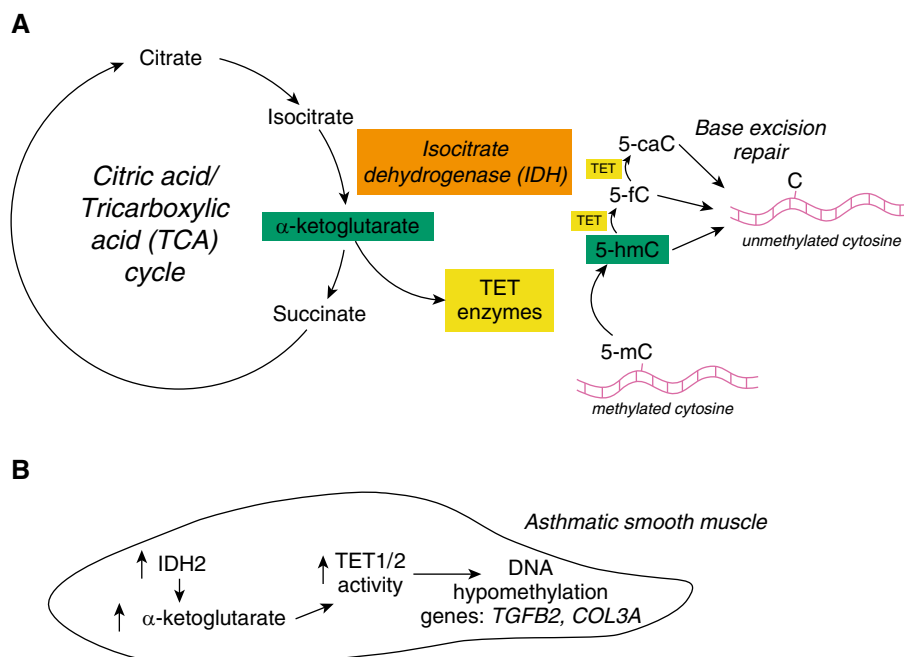 A
Citrate
Isocitrate
Citric acid/
Tricarboxylic
acid (TCA)
cycle
Isocitrate
dehydrogenase (IDH)
α-ketoglutarate
Succinate
TET
enzymes
Base excision
repair
5-caC
TET
5-fC
TET
5-hmC
C
unmethylated cytosine
5-mC
methylated cytosine
B
Asthmatic smooth muscle
IDH2
α-ketoglutarate
TET1/2
activity
DNA
hypomethylation
genes: TGFB2, COL3A